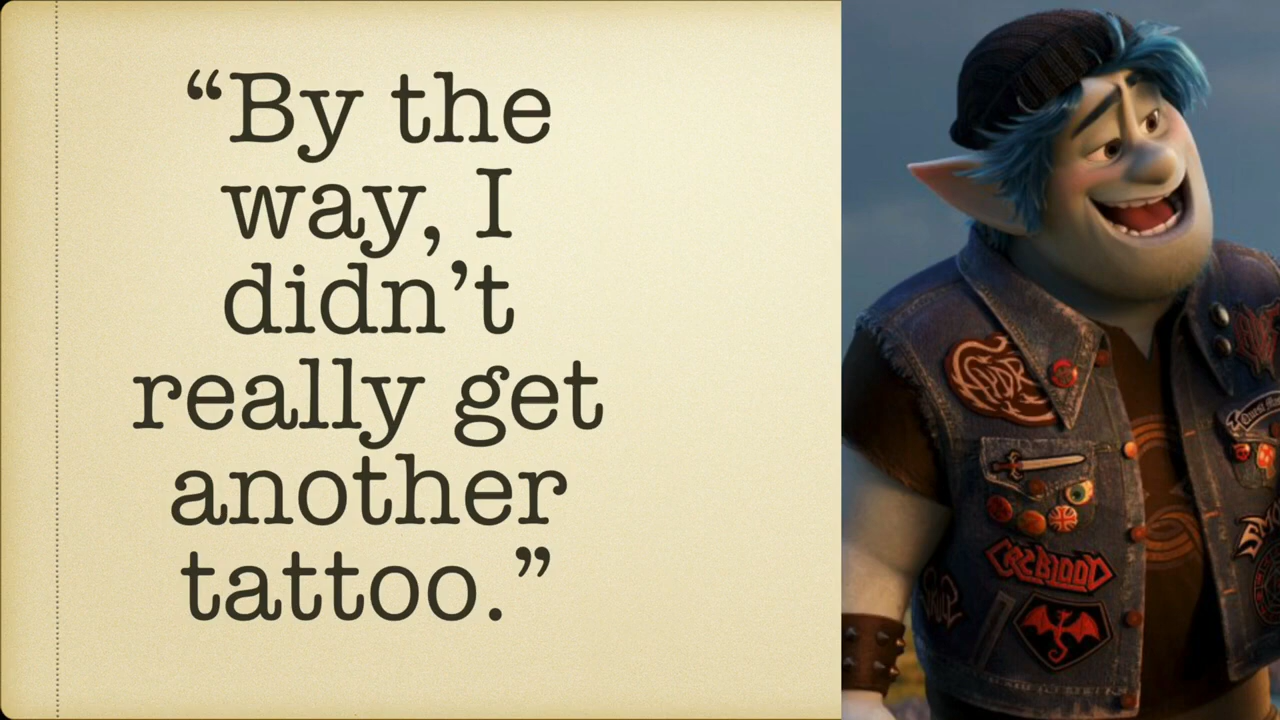 “By the
way, I
didn’t
really get
another
tattoo.”